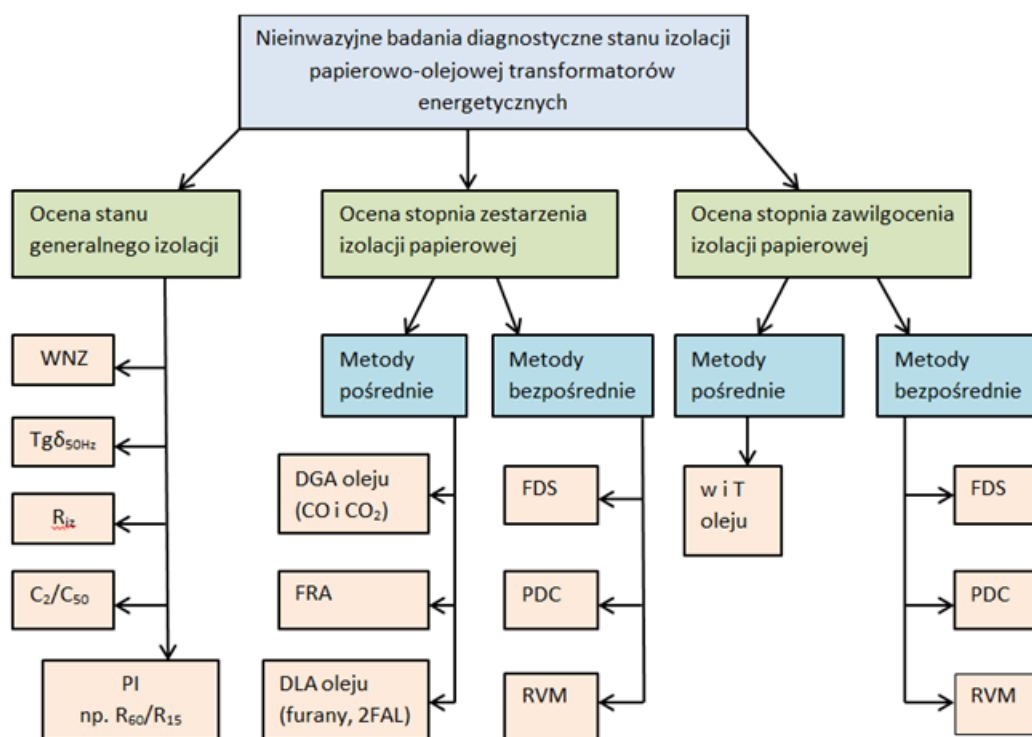 Nieinwazyjne badania diagnostyczne stanu izolacji
papierowo-olejowej transformatorów
energetycznych
Ocena stanu
generalnego izolacji
Ocena stopnia zestarzenia
izolacji papierowej
Ocena stopnia zawilgocenia
izolacji papierowej
WNZ
Tgδ₅₀Hz
Riz
C₂/C₅₀
PI
np. R₆₀/R₁₅
Metody
pośrednie
DGA oleju
(CO i CO₂)
FRA
DLA oleju
(furany, 2FAL)
Metody
bezpośrednie
FDS
PDC
RVM
Metody
pośrednie
w i T
oleju
Metody
bezpośrednie
FDS
PDC
RVM